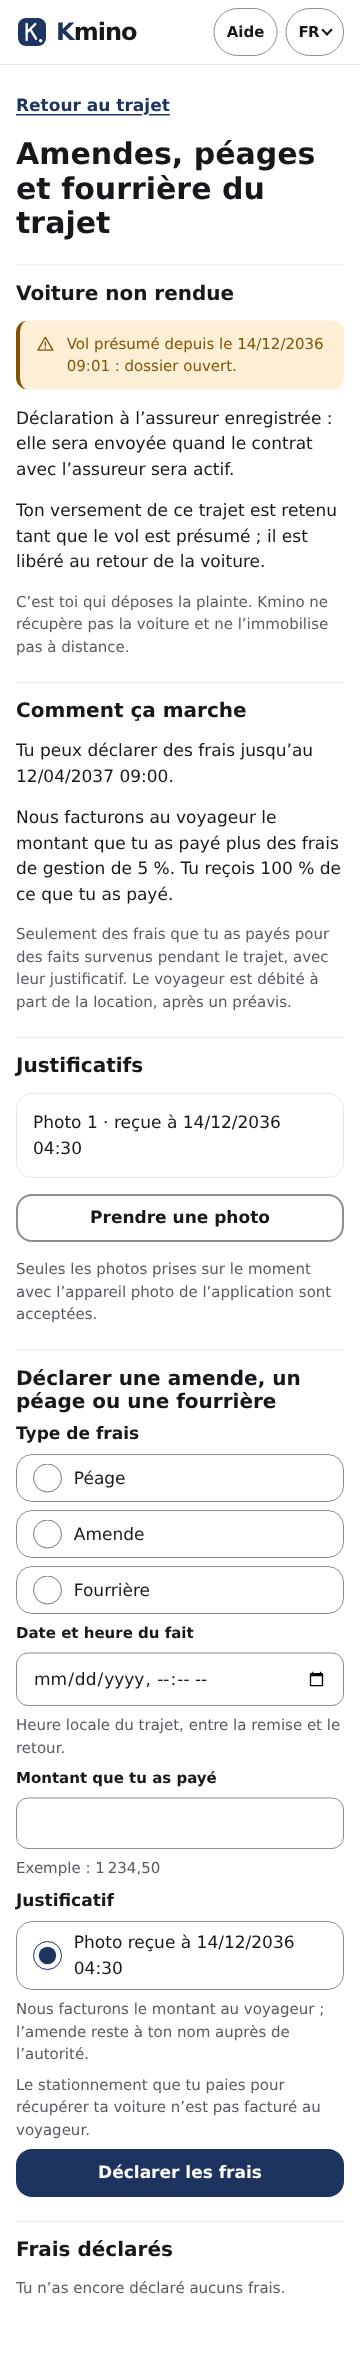 K. Kmino
Aide
FR
Retour au trajet
Amendes, péages
et fourrière du
trajet
Voiture non rendue
Vol présumé depuis le 14/12/2036
09:01 : dossier ouvert.
Déclaration à l’assureur enregistrée :
elle sera envoyée quand le contrat
avec l’assureur sera actif.
Ton versement de ce trajet est retenu
tant que le vol est présumé ; il est
libéré au retour de la voiture.
C’est toi qui déposes la plainte. Kmino ne
récupère pas la voiture et ne l’immobilise
pas à distance.
Comment ça marche
Tu peux déclarer des frais jusqu’au
12/04/2037 09:00.
Nous facturons au voyageur le
montant que tu as payé plus des frais
de gestion de 5 %. Tu reçois 100 % de
ce que tu as payé.
Seulement des frais que tu as payés pour
des faits survenus pendant le trajet, avec
leur justificatif. Le voyageur est débité à
part de la location, après un préavis.
Justificatifs
Photo 1 · reçue à 14/12/2036
04:30
Prendre une photo
Seules les photos prises sur le moment
avec l’appareil photo de l’application sont
acceptées.
Déclarer une amende, un
péage ou une fourrière
Type de frais
Péage
Amende
Fourrière
Date et heure du fait
mm/dd/yyyy, --:-- --
Heure locale du trajet, entre la remise et le
retour.
Montant que tu as payé
Exemple : 1 234,50
Justificatif
Photo reçue à 14/12/2036
04:30
Nous facturons le montant au voyageur ;
l’amende reste à ton nom auprès de
l’autorité.
Le stationnement que tu paies pour
récupérer ta voiture n’est pas facturé au
voyageur.
Déclarer les frais
Frais déclarés
Tu n’as encore déclaré aucuns frais.